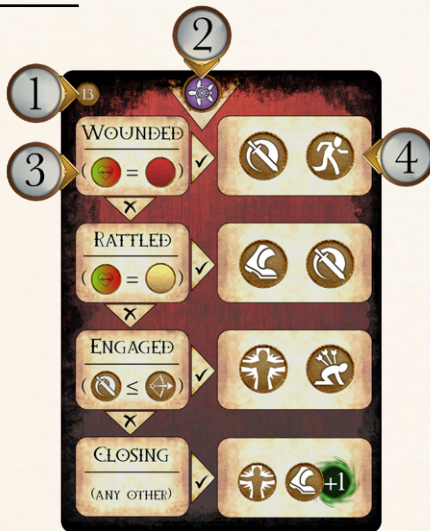 2
1
13
WOUNDED
3
( = )
4
RATTLED
( = )
ENGAGED
( ≤ )
CLOSING
(ANY OTHER)
+1